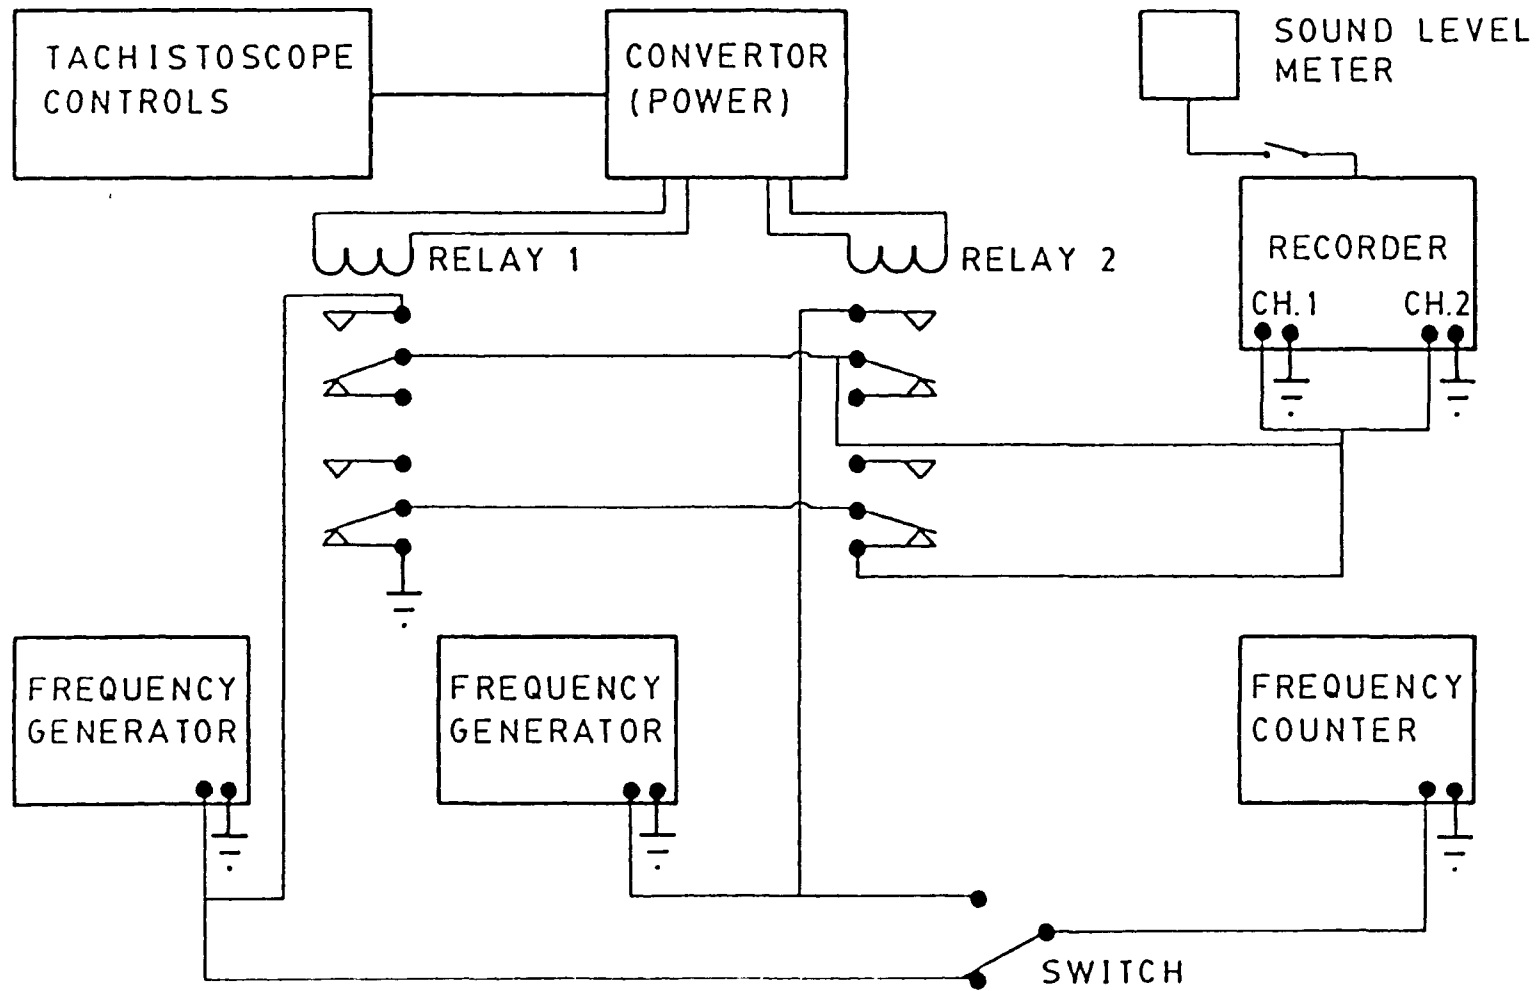 TACHISTOSCOPE
CONTROLS
CONVERTOR
(POWER)
SOUND LEVEL
METER
RELAY 1
RELAY 2
RECORDER
CH.1 CH.2
FREQUENCY
GENERATOR
FREQUENCY
GENERATOR
FREQUENCY
COUNTER
SWITCH